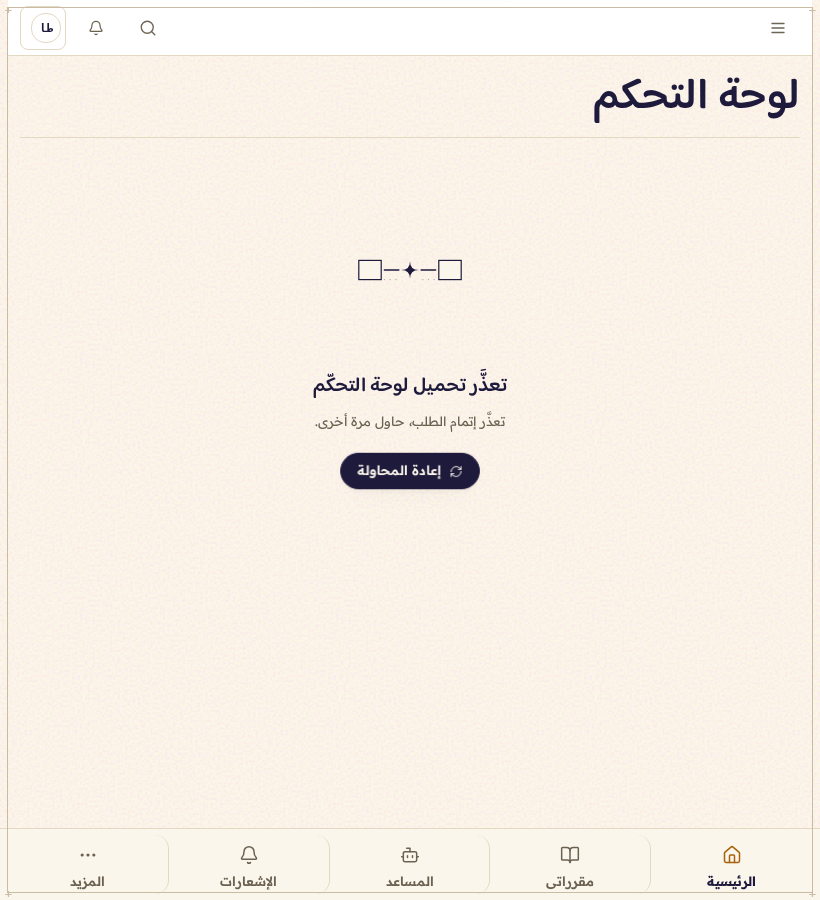 طا
لوحة التحكم
□—✦—□
تعذَّر تحميل لوحة التحكّم
تعذَّر إتمام الطلب، حاول مرة أخرى.
إعادة المحاولة
الرئيسية
مقرراتي
المساعد
الإشعارات
المزيد